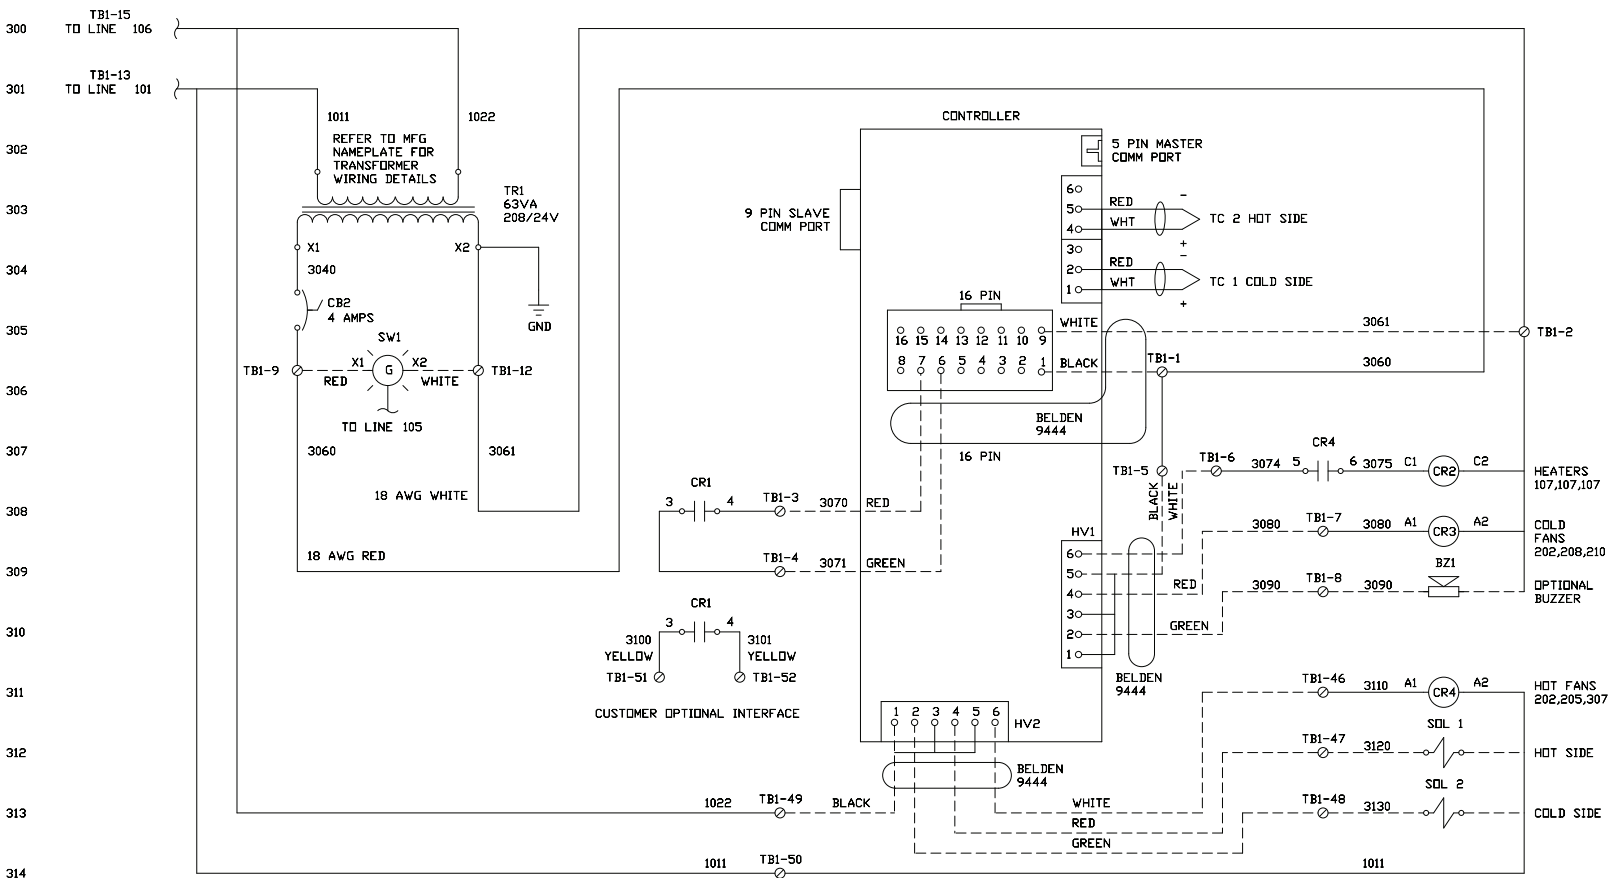 300
TB1-15
TO LINE 106
301
TB1-13
TO LINE 101
302
303
304
305
306
307
308
309
310
311
312
313
314
1011
1022
REFER TO MFG
NAMEPLATE FOR
TRANSFORMER
WIRING DETAILS
TR1
63VA
208/24V
X1
X2
3040
CB2
4 AMPS
GND
SW1
TB1-9
X1
G
X2
TB1-12
RED
WHITE
TO LINE 105
3060
3061
18 AWG WHITE
18 AWG RED
CONTROLLER
5 PIN MASTER
COMM PORT
9 PIN SLAVE
COMM PORT
6
5
4
3
2
1
RED
WHT
-
+
TC 2 HOT SIDE
RED
WHT
-
+
TC 1 COLD SIDE
16 PIN
16 15 14 13 12 11 10 9
8 7 6 5 4 3 2 1
WHITE
3061
TB1-2
BLACK
TB1-1
3060
BELDEN
9444
16 PIN
CR1
3 4
TB1-3
3070
RED
TB1-4
3071
GREEN
CR1
3 4
3100
YELLOW
3101
YELLOW
TB1-51
TB1-52
CUSTOMER OPTIONAL INTERFACE
TB1-5
BLACK
WHITE
TB1-6
3074
5
CR4
6
3075
C1
CR2
C2
HEATERS
107,107,107
HV1
6
5
4
3
2
1
3080
TB1-7
3080
A1
CR3
A2
COLD
FANS
202,208,210
RED
3090
TB1-8
3090
BZ1
OPTIONAL
BUZZER
GREEN
BELDEN
9444
TB1-46
3110
A1
CR4
A2
HOT FANS
202,205,307
1 2 3 4 5 6
HV2
TB1-47
3120
SOL 1
HOT SIDE
BELDEN
9444
1022
TB1-49
BLACK
WHITE
TB1-48
3130
SOL 2
COLD SIDE
RED
GREEN
1011
TB1-50
1011